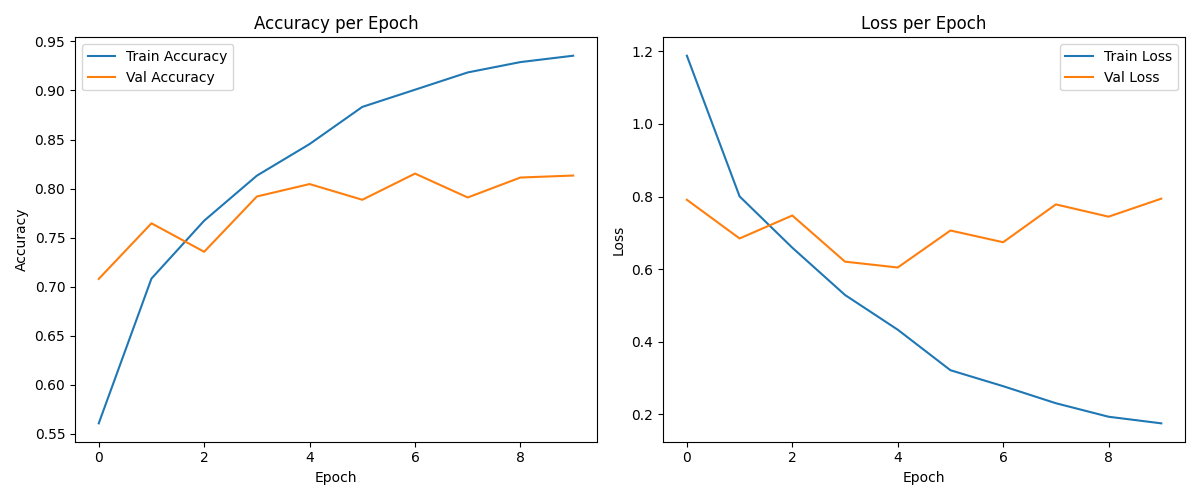 Accuracy per Epoch
Train Accuracy
Val Accuracy
0.95
0.90
0.85
0.80
0.75
0.70
0.65
0.60
0.55
Accuracy
0 2 4 6 8
Epoch
Loss per Epoch
Train Loss
Val Loss
1.2
1.0
0.8
0.6
0.4
0.2
Loss
0 2 4 6 8
Epoch